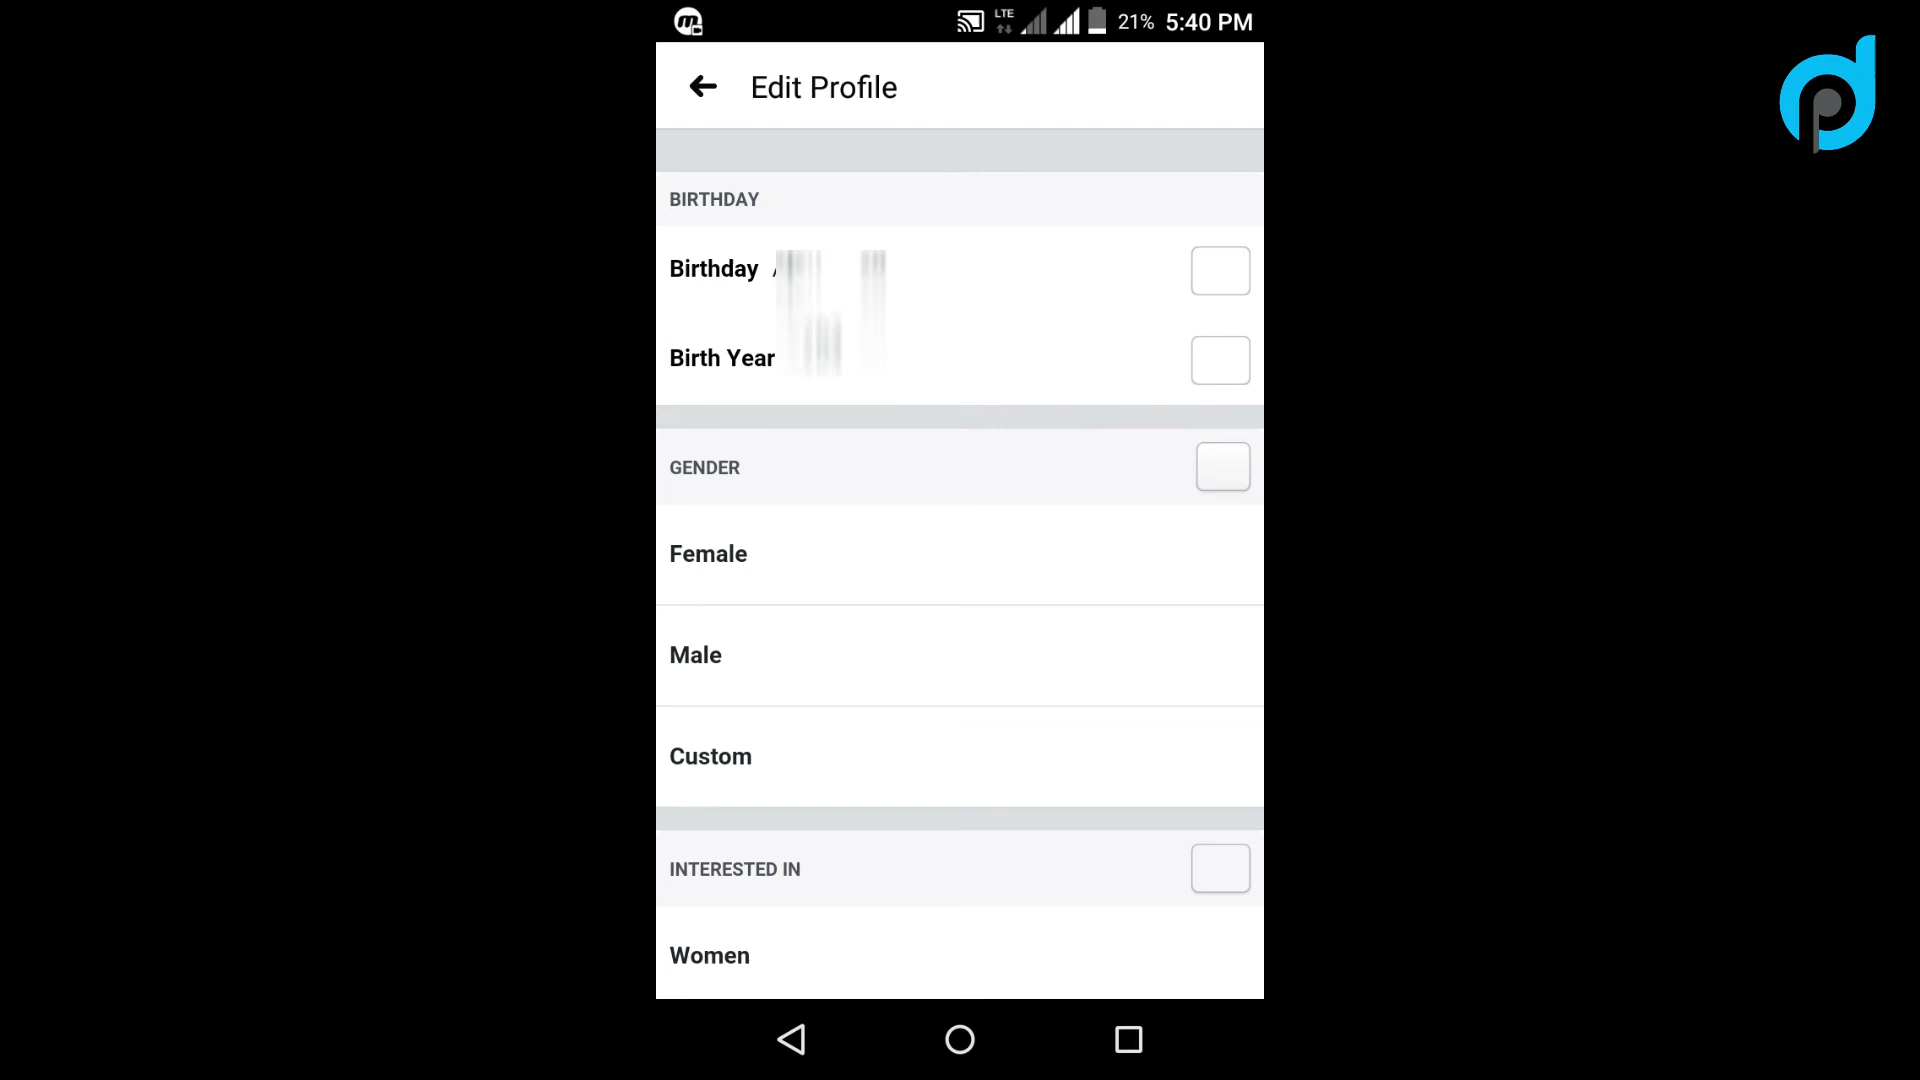 LTE
21% 5:40 PM
Edit Profile
BIRTHDAY
Birthday
Birth Year
GENDER
Female
Male
Custom
INTERESTED IN
Women